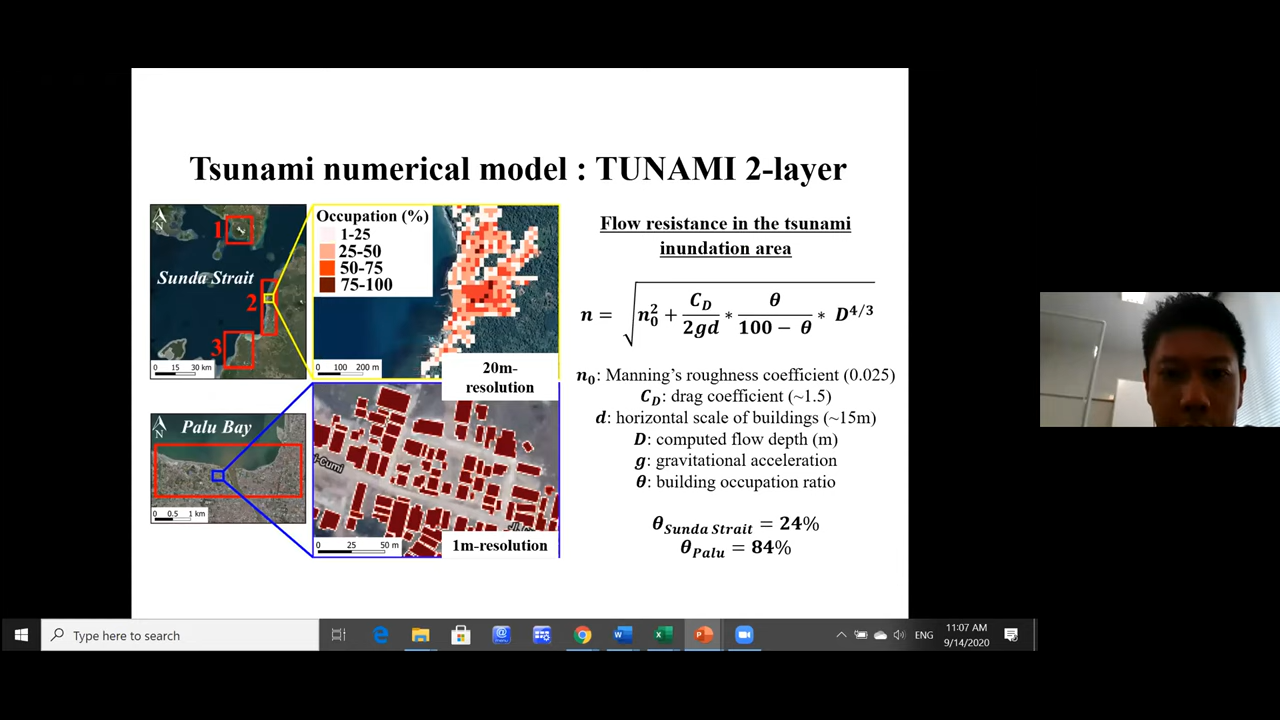 Tsunami numerical model : TUNAMI 2-layer
N
1
Sunda Strait
2
3
0 15 30 km
Occupation (%)
1-25
25-50
50-75
75-100
0 100 200 m
20m-
resolution
N
Palu Bay
0 0.5 1 km
i-Cumi
0 25 50 m
1m-resolution
Flow resistance in the tsunami
inundation area
n = √(n₀² + C_D/2gd * θ/(100 − θ) * D^4/3)
n₀: Manning's roughness coefficient (0.025)
C_D: drag coefficient (~1.5)
d: horizontal scale of buildings (~15m)
D: computed flow depth (m)
g: gravitational acceleration
θ: building occupation ratio
θ_Sunda Strait = 24%
θ_Palu = 84%
Type here to search
ENG
11:07 AM
9/14/2020